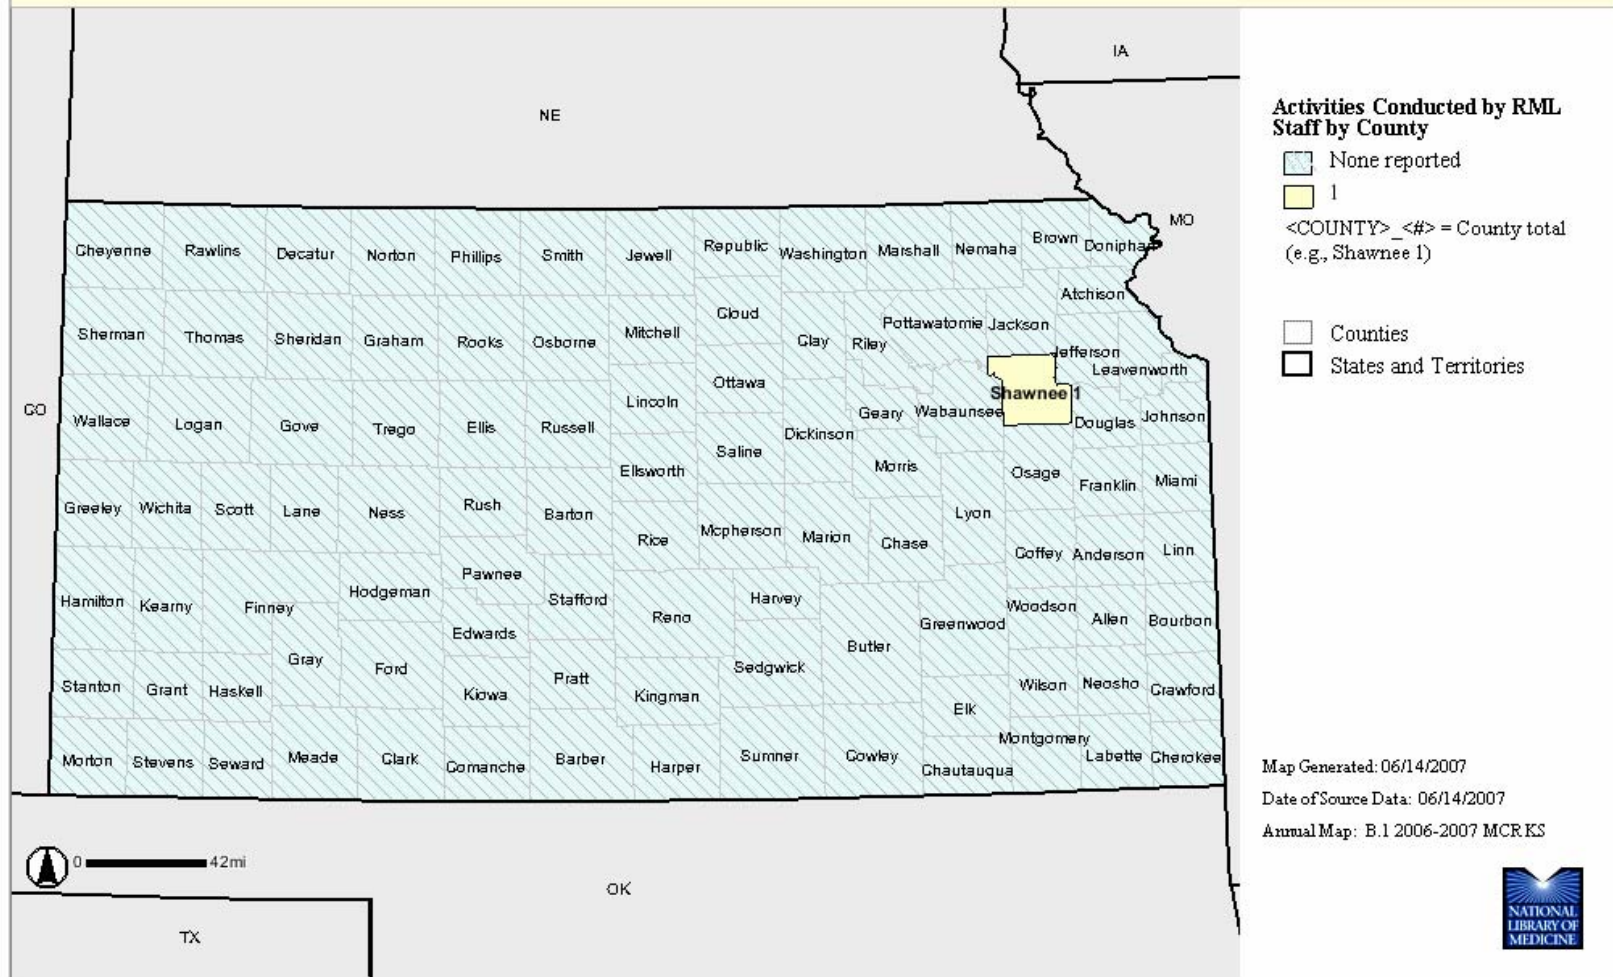 IA
NE
MO
Cheyenne Rawlins Decatur Norton Phillips Smith Jewell Republic Washington Marshall Nemaha Brown Doniphan
Atchison
Sherman Thomas Sheridan Graham Rooks Osborne Mitchell Cloud Clay Riley Pottawatomie Jackson
Jefferson
Leavenworth
Ottawa
Shawnee 1
CO
Wallace Logan Gove Trego Ellis Russell Lincoln Saline Dickinson Geary Wabaunsee Douglas Johnson
Ellsworth Morris Osage Franklin Miami
Greeley Wichita Scott Lane Ness Rush Barton Rice Mcpherson Marion Chase Lyon
Coffey Anderson Linn
Pawnee
Hamilton Kearny Finney Hodgeman Stafford Reno Harvey Greenwood Woodson Allen Bourbon
Edwards
Butler
Gray Ford Sedgwick
Stanton Grant Haskell Kiowa Pratt Kingman Elk Wilson Neosho Crawford
Montgomery
Morton Stevens Seward Meade Clark Comanche Barber Harper Sumner Cowley Chautauqua Labette Cherokee
0 42mi
OK
TX
Activities Conducted by RML
Staff by County
None reported
1
<COUNTY>_<#> = County total
(e.g., Shawnee 1)
Counties
States and Territories
Map Generated: 06/14/2007
Date of Source Data: 06/14/2007
Annual Map: B.1 2006-2007 MCR KS
NATIONAL
LIBRARY OF
MEDICINE